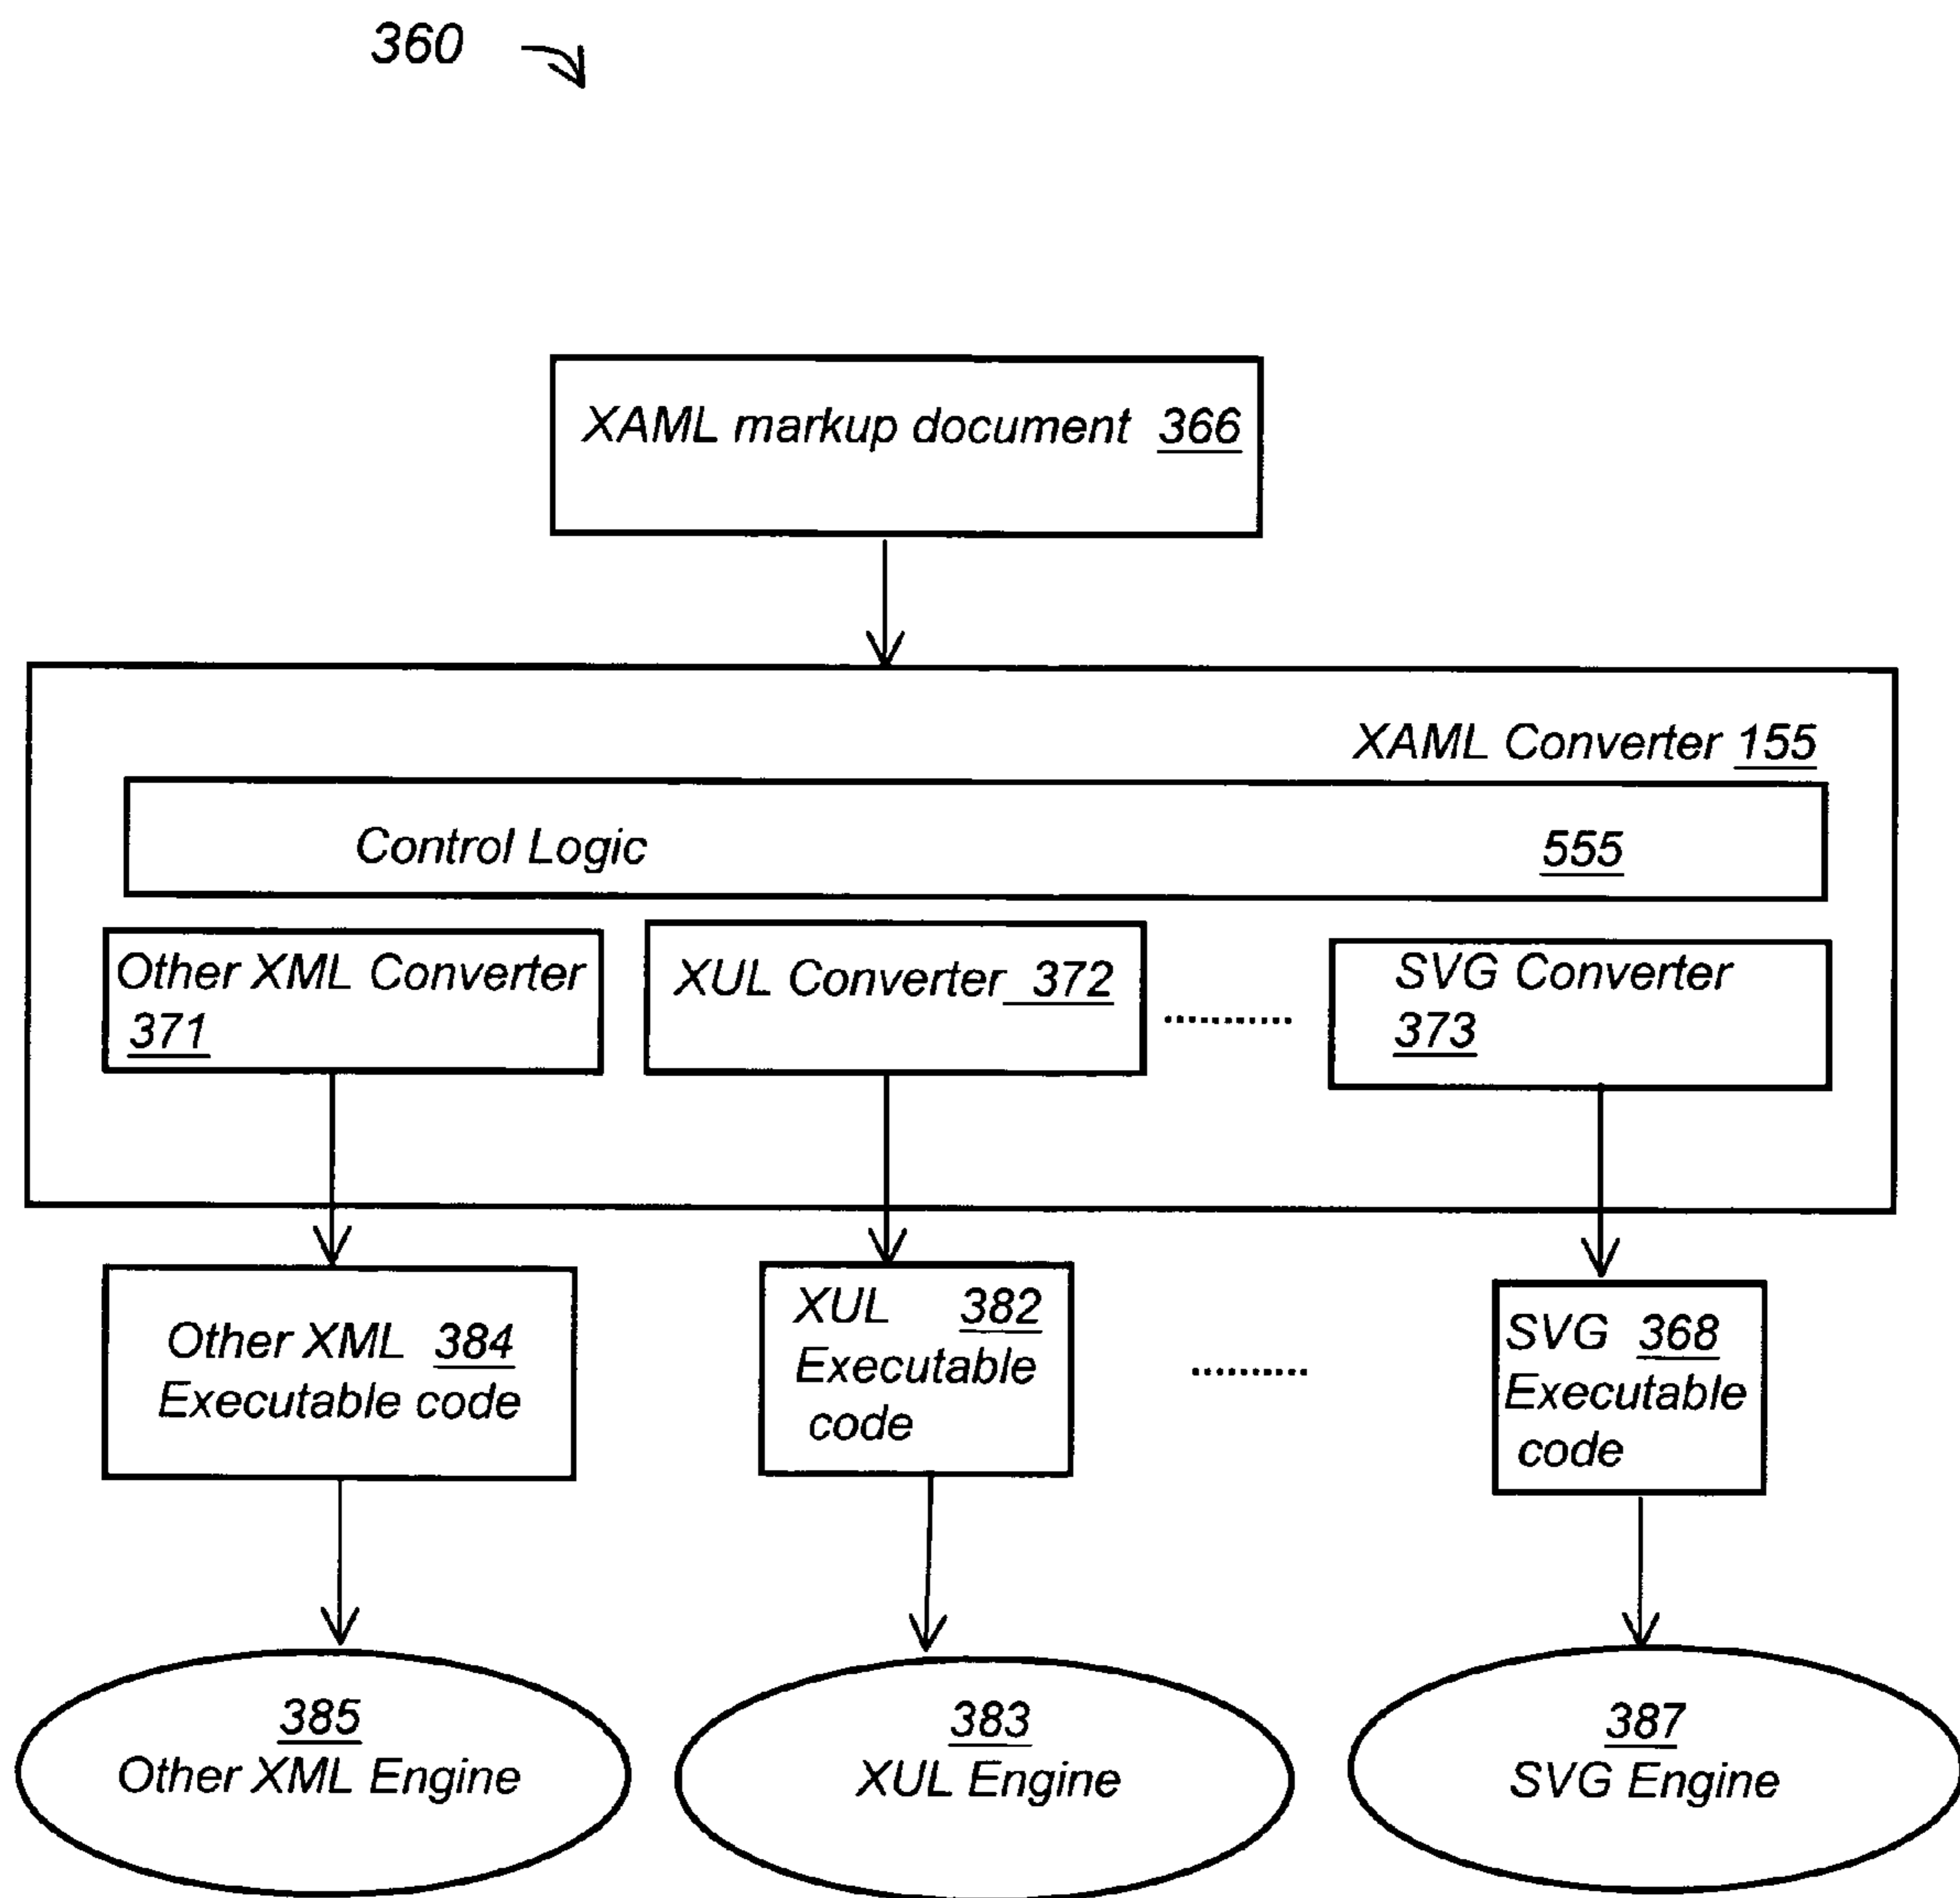 360
XAML markup document 366
XAML Converter 155
Control Logic 555
Other XML Converter
371
XUL Converter 372
SVG Converter
373
Other XML 384
Executable code
XUL 382
Executable
code
SVG 368
Executable
code
385
Other XML Engine
383
XUL Engine
387
SVG Engine